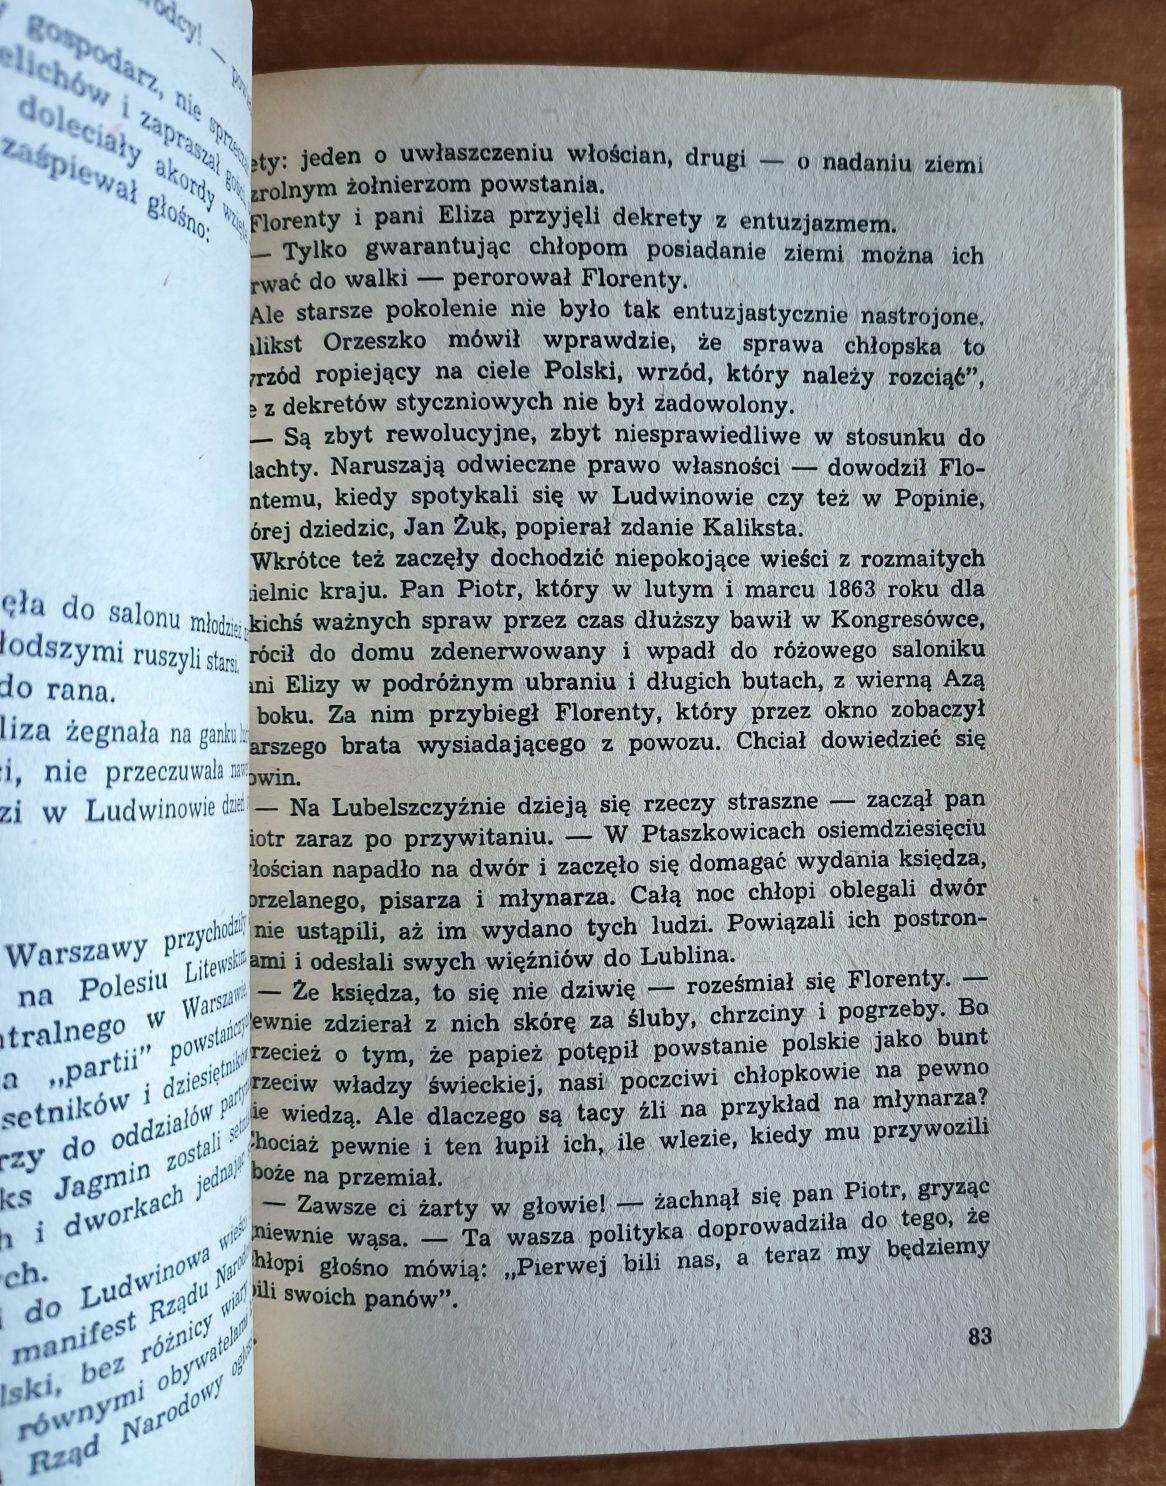 gospodarz, nie
elichów i zapraszał
doleciały akordy
zaśpiewał głośno:
ęła do salonu młodzież
łodszymi ruszyli starsi,
do rana.
liza żegnała na ganku
i, nie przeczuwała
zi w Ludwinowie dzień
Warszawy przychodziły
na Polesiu Litewskim
ntralnego w Warszawie
a „partii” powstańczy
setników i dziesiętników
rzy do oddziałów
ks Jagmin zostali
h i dworkach jednając
ych.
do Ludwinowa wieści
manifest Rządu
lski, bez różnicy wiary
równymi obywatelami
Rząd Narodowy
ety: jeden o uwłaszczeniu włościan, drugi — o nadaniu ziemi
zrolnym żołnierzom powstania.
Florenty i pani Eliza przyjęli dekrety z entuzjazmem.
— Tylko gwarantując chłopom posiadanie ziemi można ich
rwać do walki — perorował Florenty.
Ale starsze pokolenie nie było tak entuzjastycznie nastrojone.
alikst Orzeszko mówił wprawdzie, że sprawa chłopska to
wrzód ropiejący na ciele Polski, wrzód, który należy rozciąć”,
e z dekretów styczniowych nie był zadowolony.
— Są zbyt rewolucyjne, zbyt niesprawiedliwe w stosunku do
lachty. Naruszają odwieczne prawo własności — dowodził Flo-
ntemu, kiedy spotykali się w Ludwinowie czy też w Popinie,
órej dziedzic, Jan Żuk, popierał zdanie Kaliksta.
Wkrótce też zaczęły dochodzić niepokojące wieści z rozmaitych
zielnic kraju. Pan Piotr, który w lutym i marcu 1863 roku dla
kichś ważnych spraw przez czas dłuższy bawił w Kongresówce,
rócił do domu zdenerwowany i wpadł do różowego saloniku
ani Elizy w podróżnym ubraniu i długich butach, z wierną Azą
boku. Za nim przybiegł Florenty, który przez okno zobaczył
arszego brata wysiadającego z powozu. Chciał dowiedzieć się
owin.
— Na Lubelszczyźnie dzieją się rzeczy straszne — zaczął pan
iotr zaraz po przywitaniu. — W Ptaszkowicach osiemdziesięciu
łościan napadło na dwór i zaczęło się domagać wydania księdza,
orzelanego, pisarza i młynarza. Całą noc chłopi oblegali dwór
nie ustąpili, aż im wydano tych ludzi. Powiązali ich postron-
ami i odesłali swych więźniów do Lublina.
— Że księdza, to się nie dziwię — roześmiał się Florenty. —
ewnie zdzierał z nich skórę za śluby, chrzciny i pogrzeby. Bo
rzecież o tym, że papież potępił powstanie polskie jako bunt
rzeciw władzy świeckiej, nasi poczciwi chłopkowie na pewno
ie wiedzą. Ale dlaczego są tacy źli na przykład na młynarza?
Chociaż pewnie i ten łupił ich, ile wlezie, kiedy mu przywozili
boże na przemiał.
— Zawsze ci żarty w głowie! — żachnął się pan Piotr, gryząc
gniewnie wąsa. — Ta wasza polityka doprowadziła do tego, że
chłopi głośno mówią: „Pierwej bili nas, a teraz my będziemy
bili swoich panów”.
83